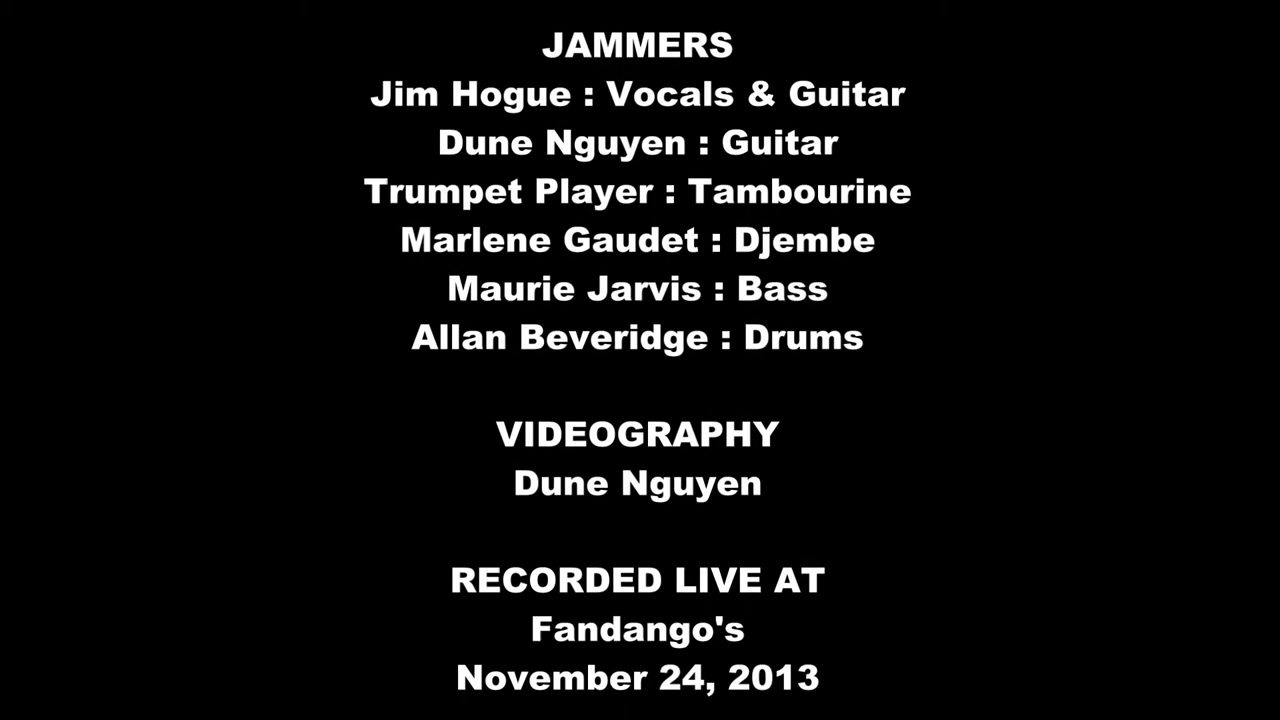 JAMMERS
Jim Hogue : Vocals & Guitar
Dune Nguyen : Guitar
Trumpet Player : Tambourine
Marlene Gaudet : Djembe
Maurie Jarvis : Bass
Allan Beveridge : Drums
VIDEOGRAPHY
Dune Nguyen
RECORDED LIVE AT
Fandango's
November 24, 2013